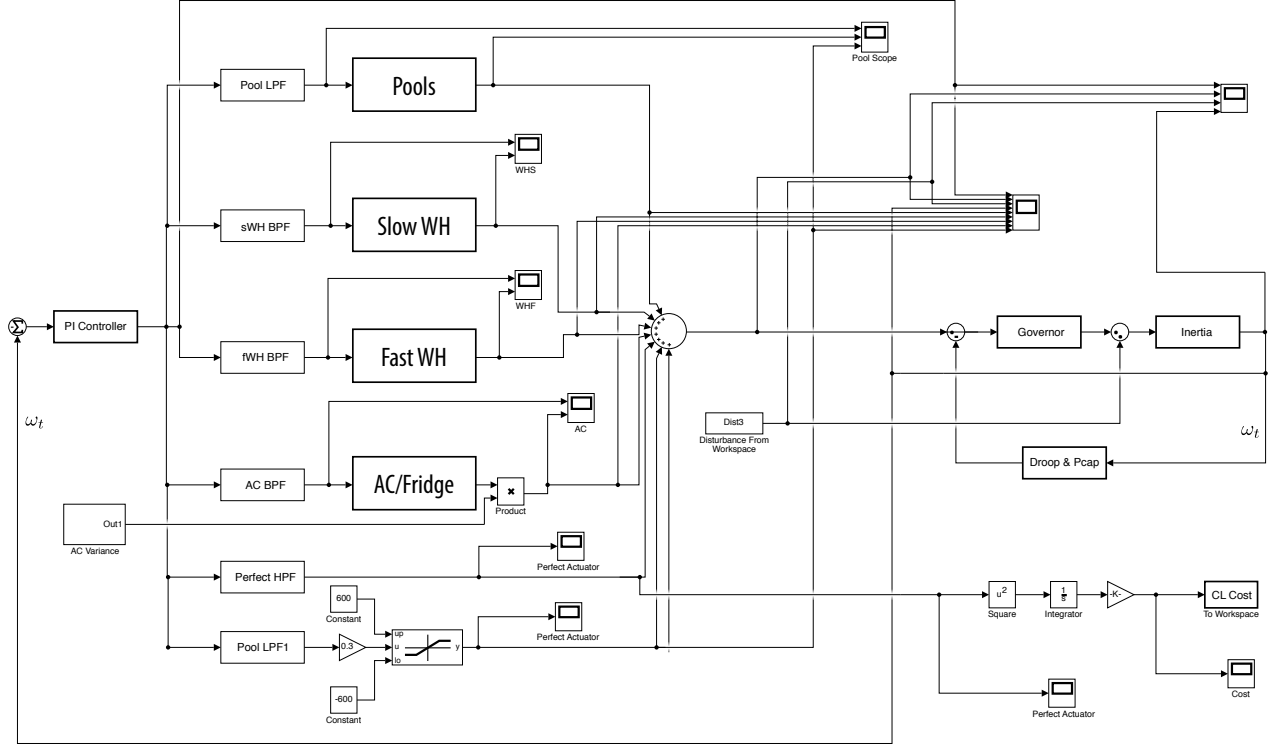 Pool LPF
Pools
Pool Scope
WHS
sWH BPF
Slow WH
WHF
Σ
PI Controller
fWH BPF
Fast WH
Governor
Inertia
ωt
AC
Dist3
Disturbance From
Workspace
ωt
Droop & Pcap
AC BPF
AC/Fridge
×
Product
Out1
AC Variance
Perfect HPF
Perfect Actuator
600
Constant
Perfect Actuator
u²
Square
1
s
Integrator
-K-
CL Cost
To Workspace
Pool LPF1
0.3
up
u
lo
y
-600
Constant
Perfect Actuator
Cost